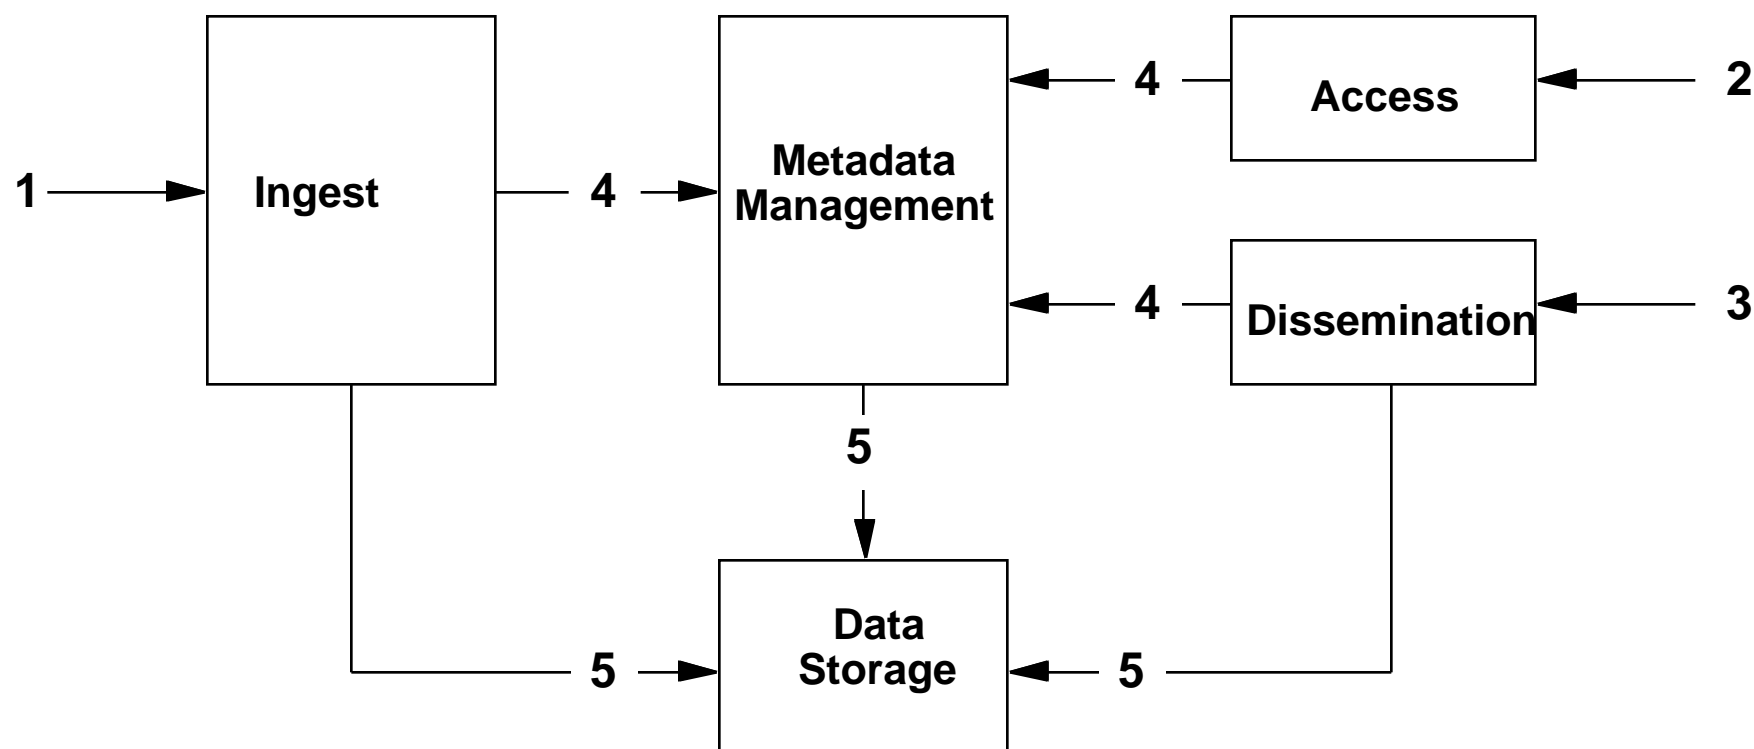 4
Access
2
Metadata
Management
1
Ingest
4
4
Dissemination
3
5
Data
Storage
5
5